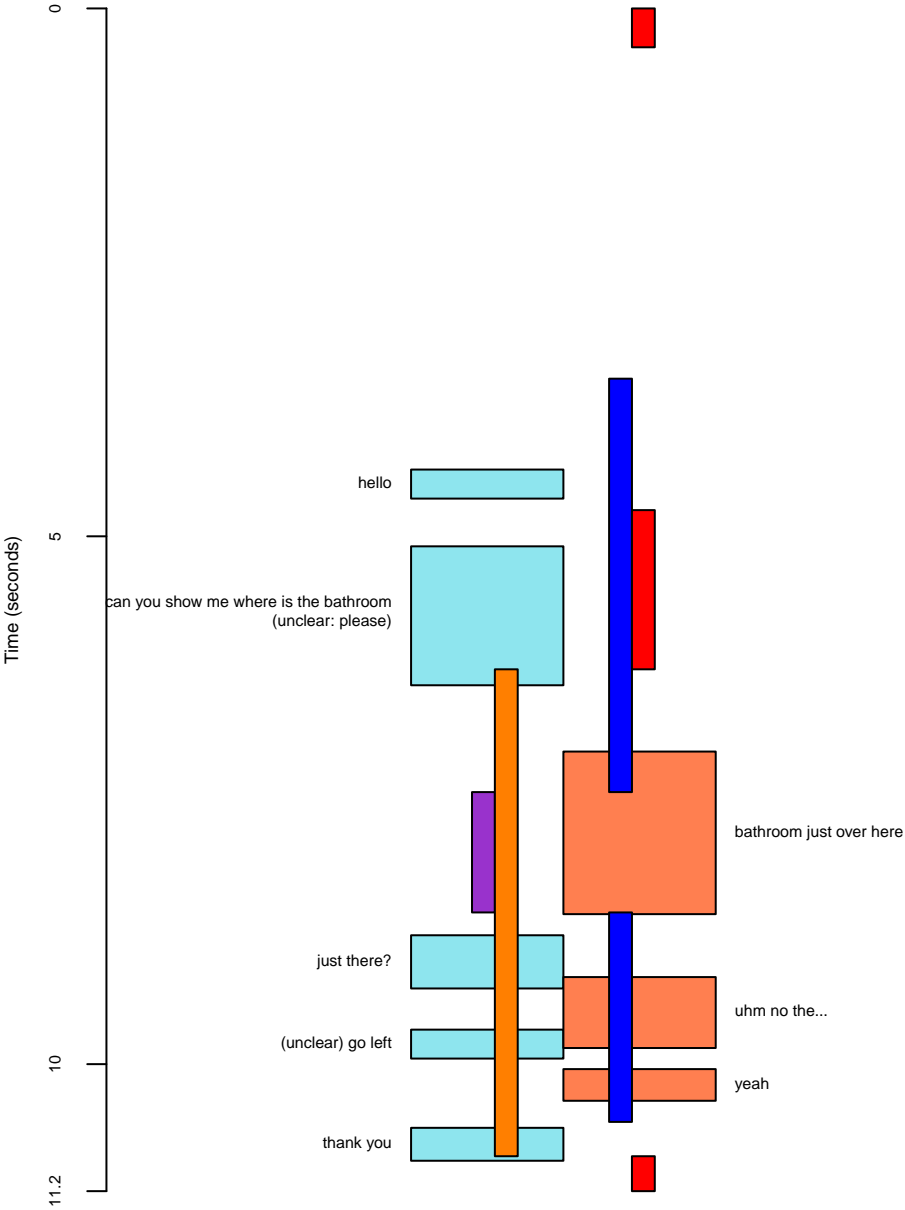 0
hello
5
Time (seconds)
can you show me where is the bathroom
(unclear: please)
bathroom just over here
just there?
uhm no the...
(unclear) go left
10
yeah
thank you
11.2